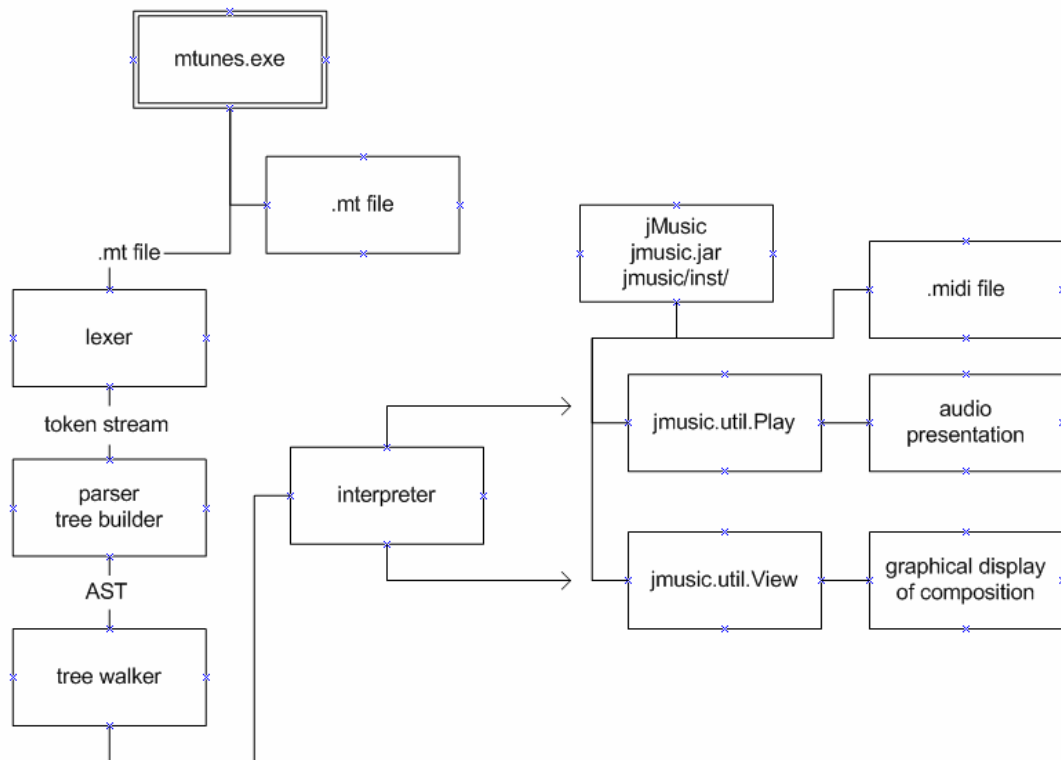 mtunes.exe
.mt file
.mt file
lexer
token stream
parser
tree builder
AST
tree walker
interpreter
jMusic
jmusic.jar
jmusic/inst/
.midi file
jmusic.util.Play
audio
presentation
jmusic.util.View
graphical display
of composition